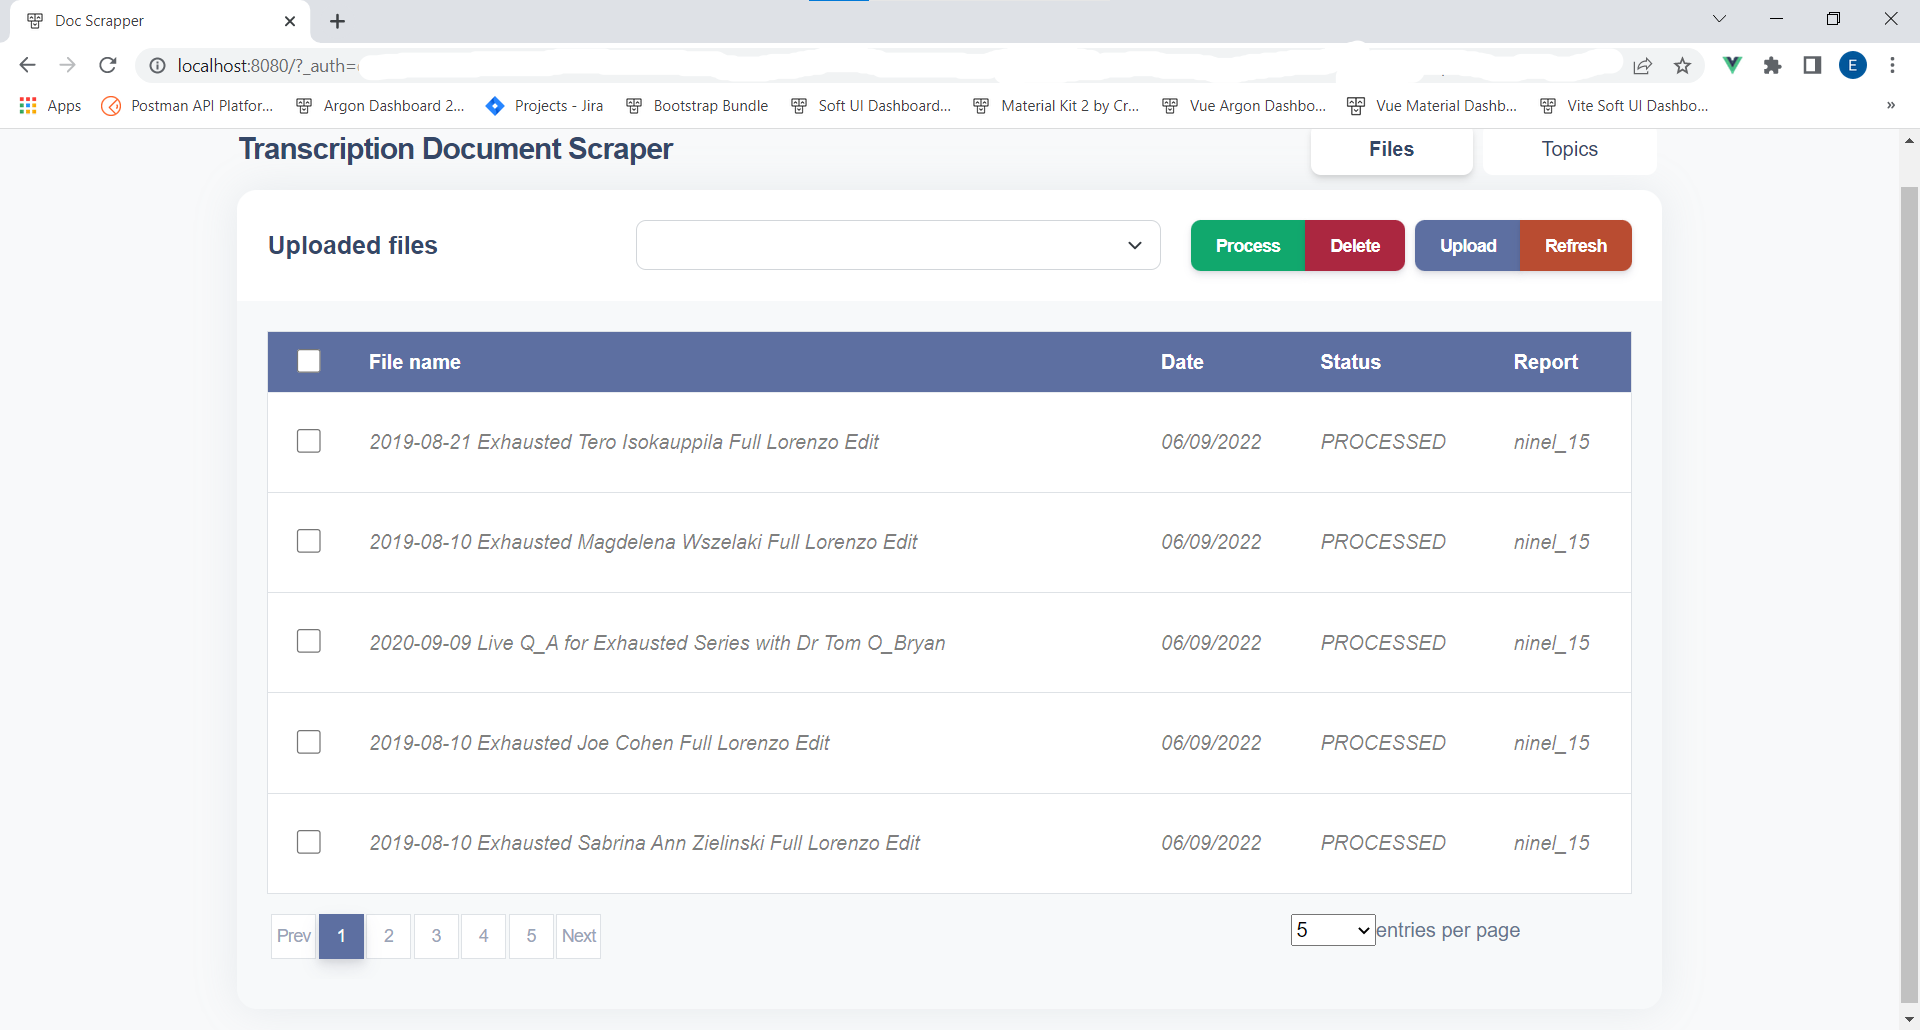 Doc Scrapper
localhost:8080/?_auth=
Apps Postman API Platfor... Argon Dashboard 2... Projects - Jira Bootstrap Bundle Soft UI Dashboard... Material Kit 2 by Cr... Vue Argon Dashbo... Vue Material Dashb... Vite Soft UI Dashbo... »
E
Transcription Document Scraper
Files Topics
Uploaded files
Process Delete Upload Refresh
File name Date Status Report
2019-08-21 Exhausted Tero Isokauppila Full Lorenzo Edit 06/09/2022 PROCESSED ninel_15
2019-08-10 Exhausted Magdelena Wszelaki Full Lorenzo Edit 06/09/2022 PROCESSED ninel_15
2020-09-09 Live Q_A for Exhausted Series with Dr Tom O_Bryan 06/09/2022 PROCESSED ninel_15
2019-08-10 Exhausted Joe Cohen Full Lorenzo Edit 06/09/2022 PROCESSED ninel_15
2019-08-10 Exhausted Sabrina Ann Zielinski Full Lorenzo Edit 06/09/2022 PROCESSED ninel_15
Prev 1 2 3 4 5 Next 5 entries per page